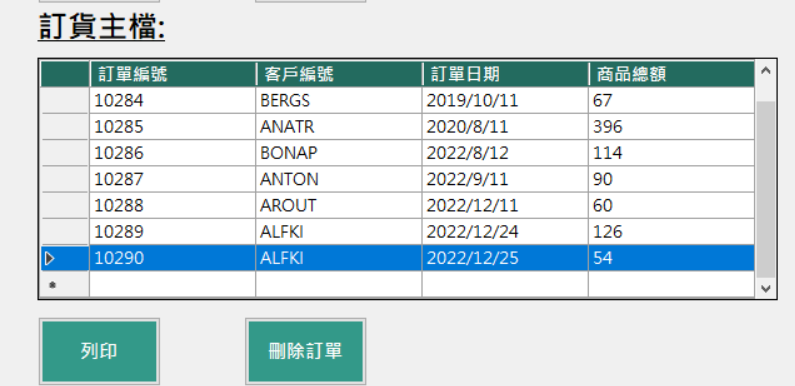 訂貨主檔:
訂單編號 客戶編號 訂單日期 商品總額
10284 BERGS 2019/10/11 67
10285 ANATR 2020/8/11 396
10286 BONAP 2022/8/12 114
10287 ANTON 2022/9/11 90
10288 AROUT 2022/12/11 60
10289 ALFKI 2022/12/24 126
10290 ALFKI 2022/12/25 54
列印 刪除訂單